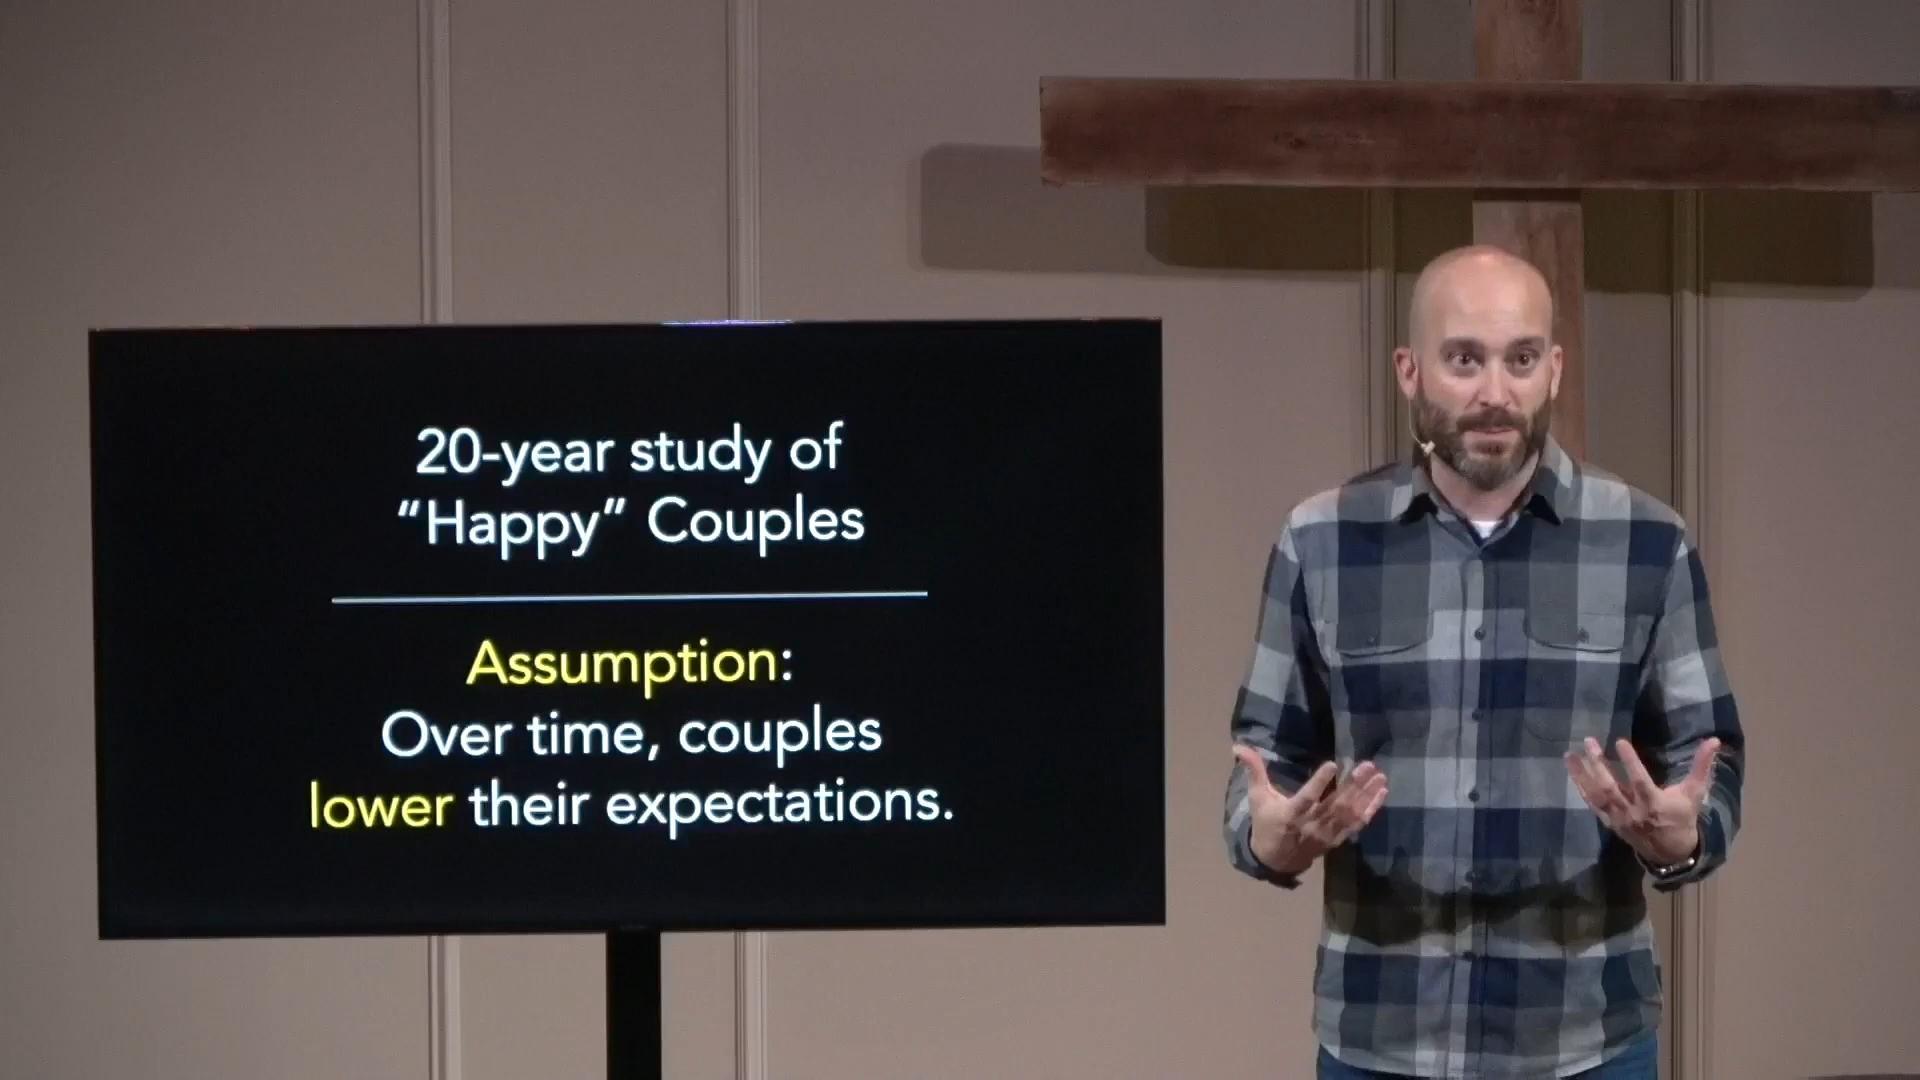 20-year study of
“Happy” Couples
Assumption:
Over time, couples
lower their expectations.